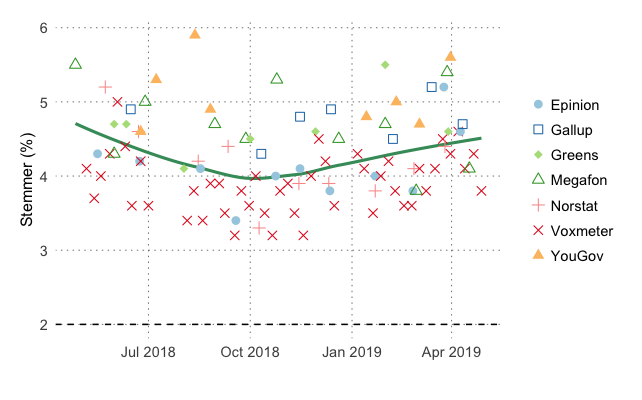 6
5
4
3
2
Stemmer (%)
Jul 2018
Oct 2018
Jan 2019
Apr 2019
Epinion
Gallup
Greens
Megafon
Norstat
Voxmeter
YouGov